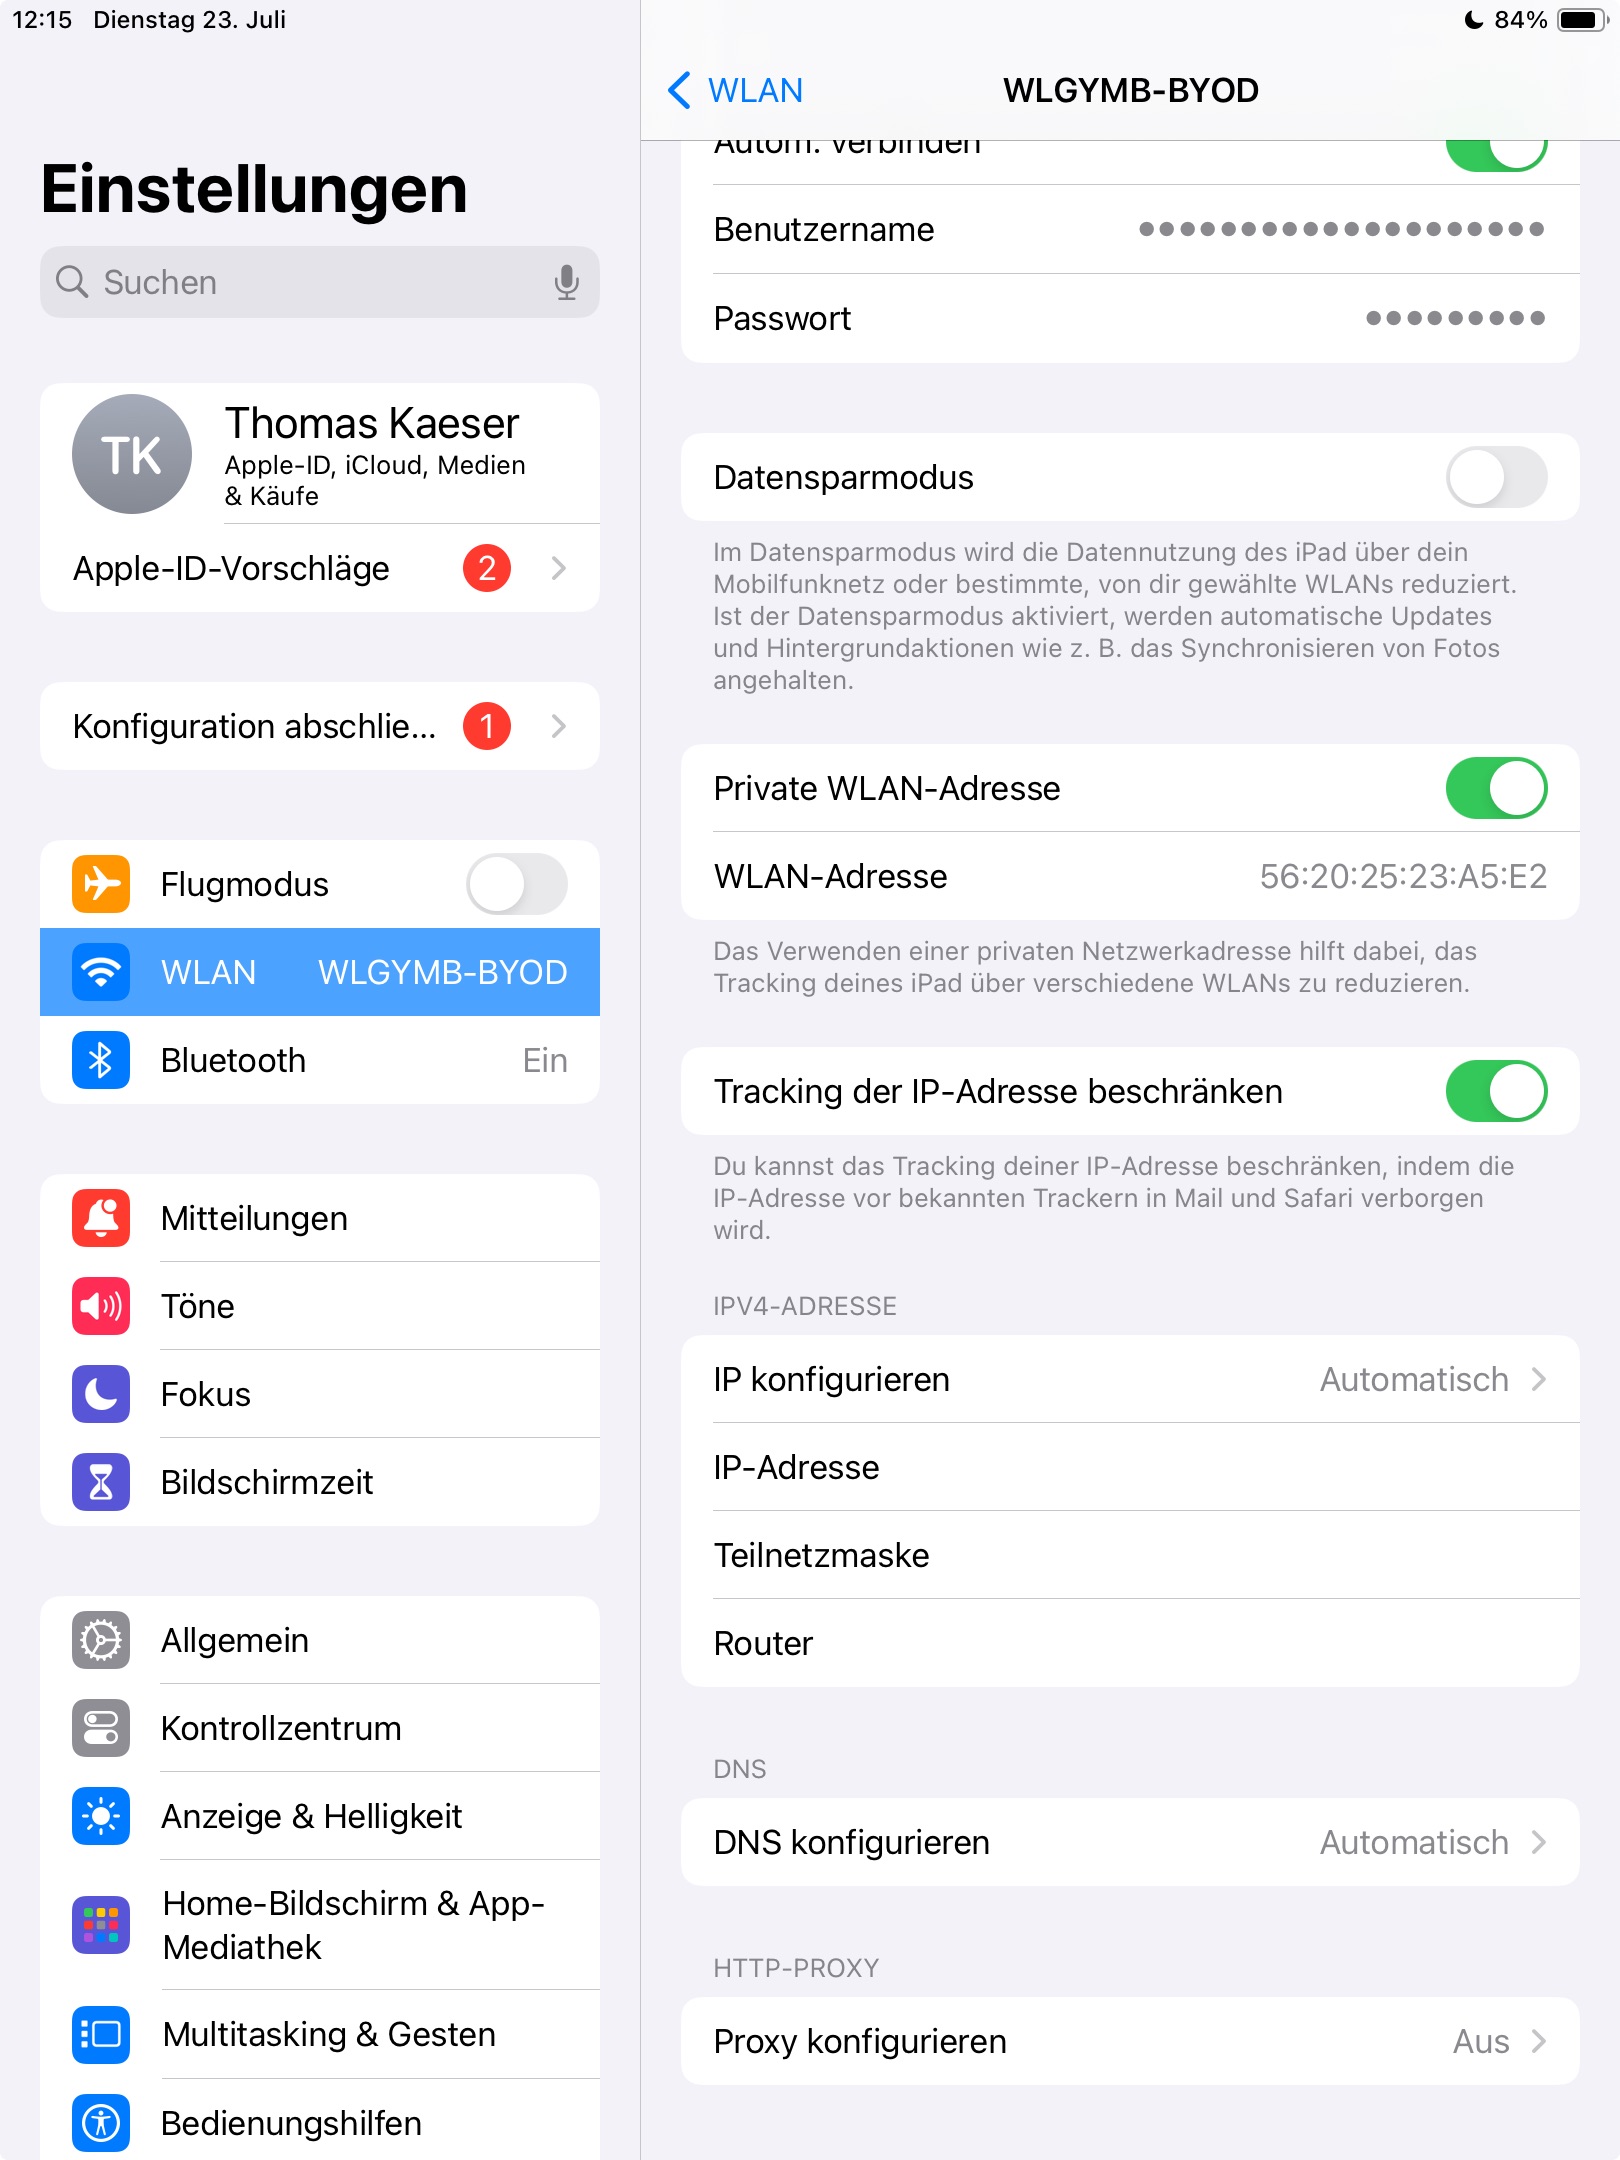 12:15 Dienstag 23. Juli
84%
Einstellungen
Suchen
TK
Thomas Kaeser
Apple-ID, iCloud, Medien
& Käufe
Apple-ID-Vorschläge 2
Konfiguration abschlie... 1
Flugmodus
WLAN WLGYMB-BYOD
Bluetooth Ein
Mitteilungen
Töne
Fokus
Bildschirmzeit
Allgemein
Kontrollzentrum
Anzeige & Helligkeit
Home-Bildschirm & App-
Mediathek
Multitasking & Gesten
Bedienungshilfen
WLAN WLGYMB-BYOD
Autom. verbinden
Benutzername ••••••••••••••••••••
Passwort •••••••••
Datensparmodus
Im Datensparmodus wird die Datennutzung des iPad über dein
Mobilfunknetz oder bestimmte, von dir gewählte WLANs reduziert.
Ist der Datensparmodus aktiviert, werden automatische Updates
und Hintergrundaktionen wie z. B. das Synchronisieren von Fotos
angehalten.
Private WLAN-Adresse
WLAN-Adresse 56:20:25:23:A5:E2
Das Verwenden einer privaten Netzwerkadresse hilft dabei, das
Tracking deines iPad über verschiedene WLANs zu reduzieren.
Tracking der IP-Adresse beschränken
Du kannst das Tracking deiner IP-Adresse beschränken, indem die
IP-Adresse vor bekannten Trackern in Mail und Safari verborgen
wird.
IPV4-ADRESSE
IP konfigurieren Automatisch
IP-Adresse
Teilnetzmaske
Router
DNS
DNS konfigurieren Automatisch
HTTP-PROXY
Proxy konfigurieren Aus